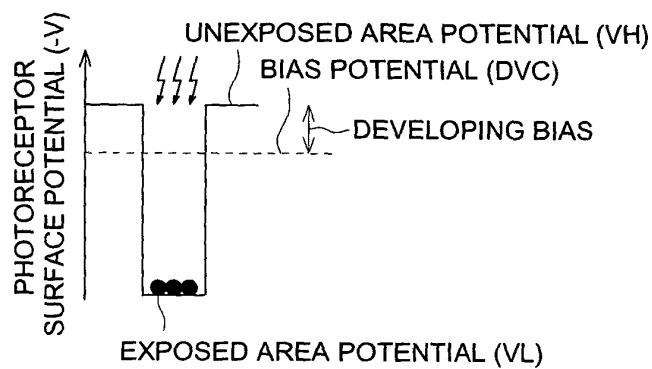 UNEXPOSED AREA POTENTIAL (VH)
BIAS POTENTIAL (DVC)
DEVELOPING BIAS
PHOTORECEPTOR
SURFACE POTENTIAL (-V)
EXPOSED AREA POTENTIAL (VL)